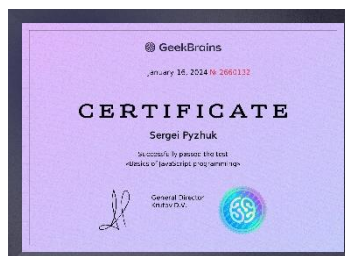 GeekBrains
January 16, 2024 № 2660132
CERTIFICATE
Sergei Pyzhuk
Successfully passed the test
«Basics of JavaScript programming»
General Director
Krutov D.V.